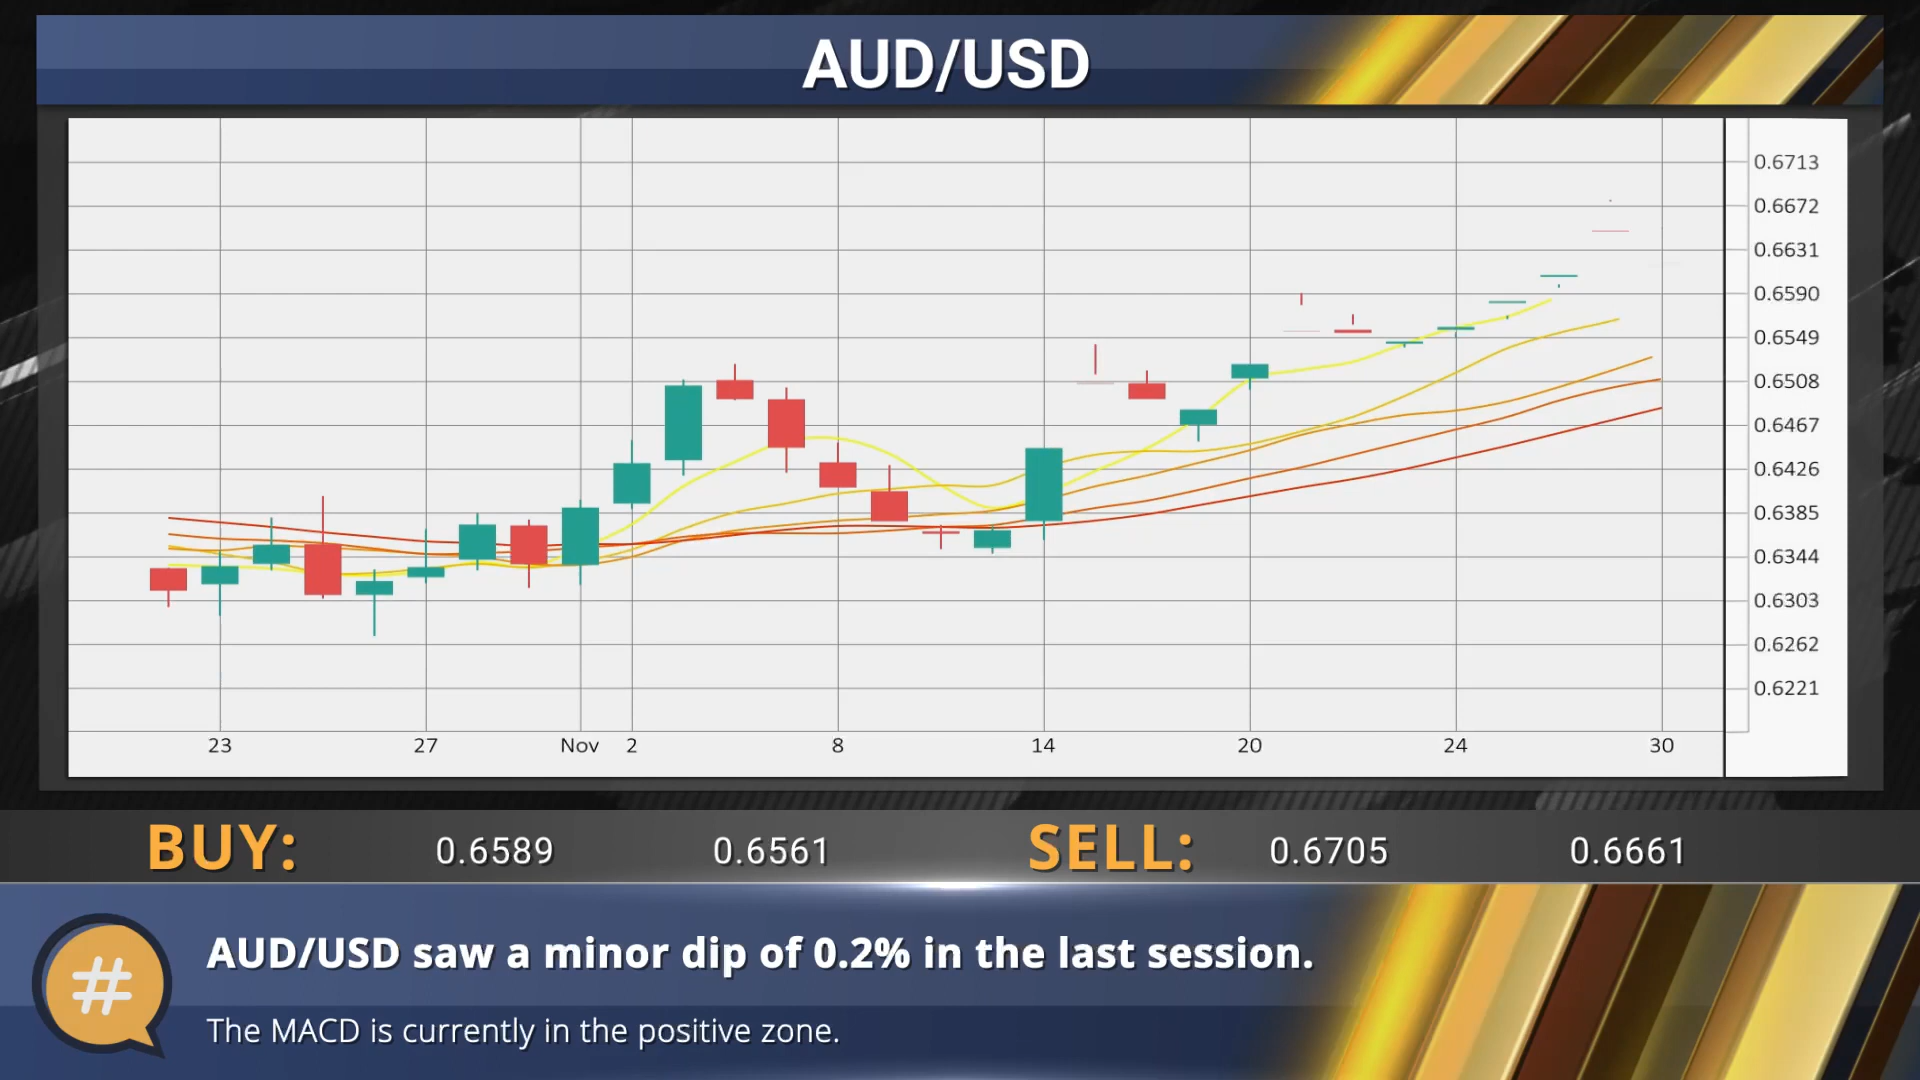 AUD/USD
0.6713
0.6672
0.6631
0.6590
0.6549
0.6508
0.6467
0.6426
0.6385
0.6344
0.6303
0.6262
0.6221
23 27 Nov 2 8 14 20 24 30
BUY: 0.6589 0.6561 SELL: 0.6705 0.6661
#
AUD/USD saw a minor dip of 0.2% in the last session.
The MACD is currently in the positive zone.